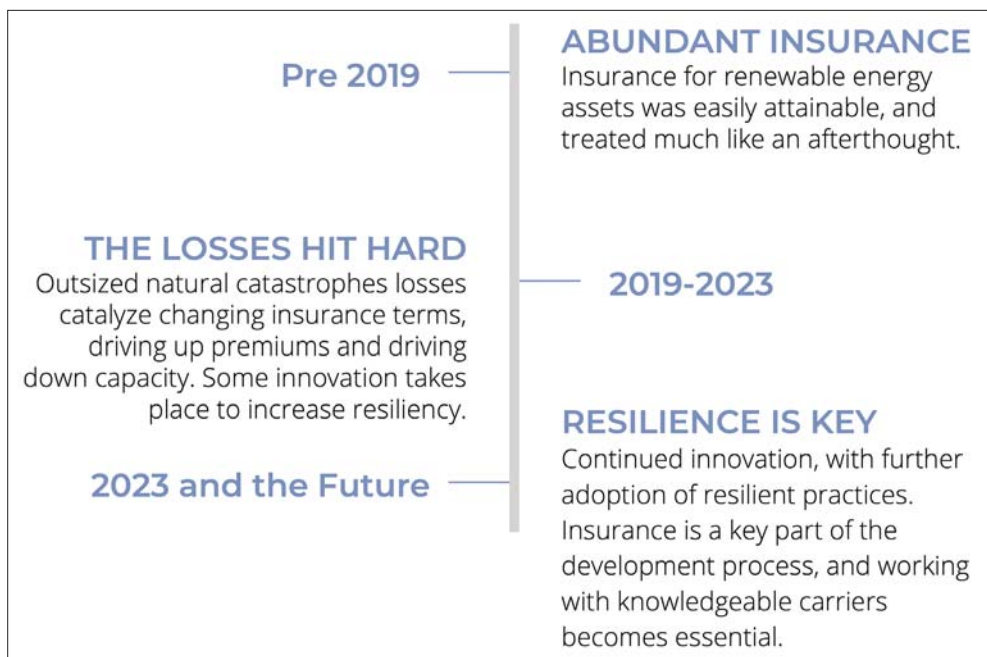 Pre 2019
ABUNDANT INSURANCE
Insurance for renewable energy
assets was easily attainable, and
treated much like an afterthought.
THE LOSSES HIT HARD
Outsized natural catastrophes losses
catalyze changing insurance terms,
driving up premiums and driving
down capacity. Some innovation takes
place to increase resiliency.
2019-2023
2023 and the Future
RESILIENCE IS KEY
Continued innovation, with further
adoption of resilient practices.
Insurance is a key part of the
development process, and working
with knowledgeable carriers
becomes essential.